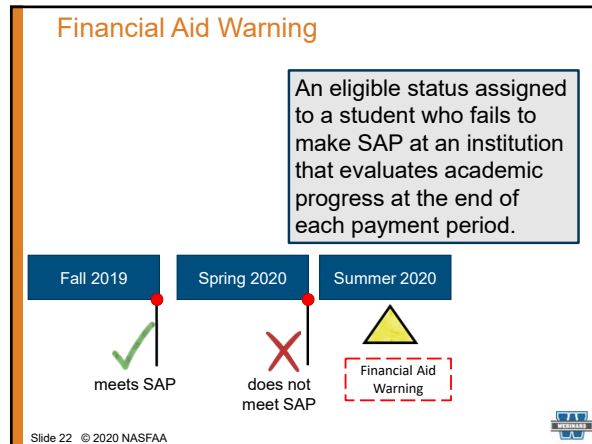 Financial Aid Warning
An eligible status assigned
to a student who fails to
make SAP at an institution
that evaluates academic
progress at the end of
each payment period.
Fall 2019
Spring 2020
Summer 2020
meets SAP
does not
meet SAP
Financial Aid
Warning
Slide 22 © 2020 NASFAA
W
WEBINARS